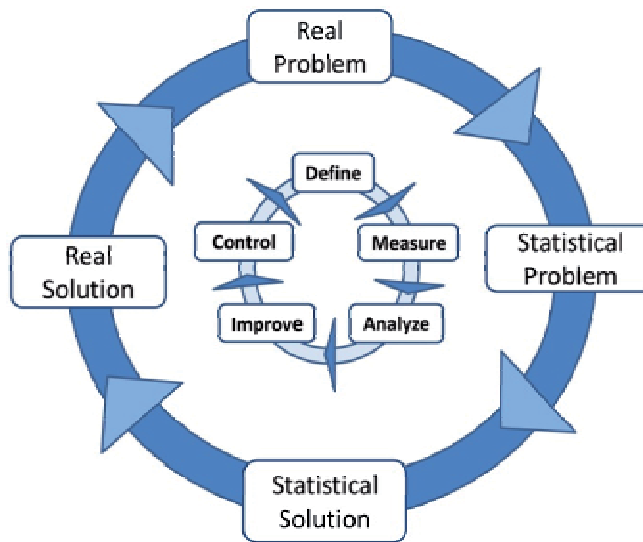 Real
Problem
Define
Control
Measure
Real
Solution
Statistical
Problem
Improve
Analyze
Statistical
Solution